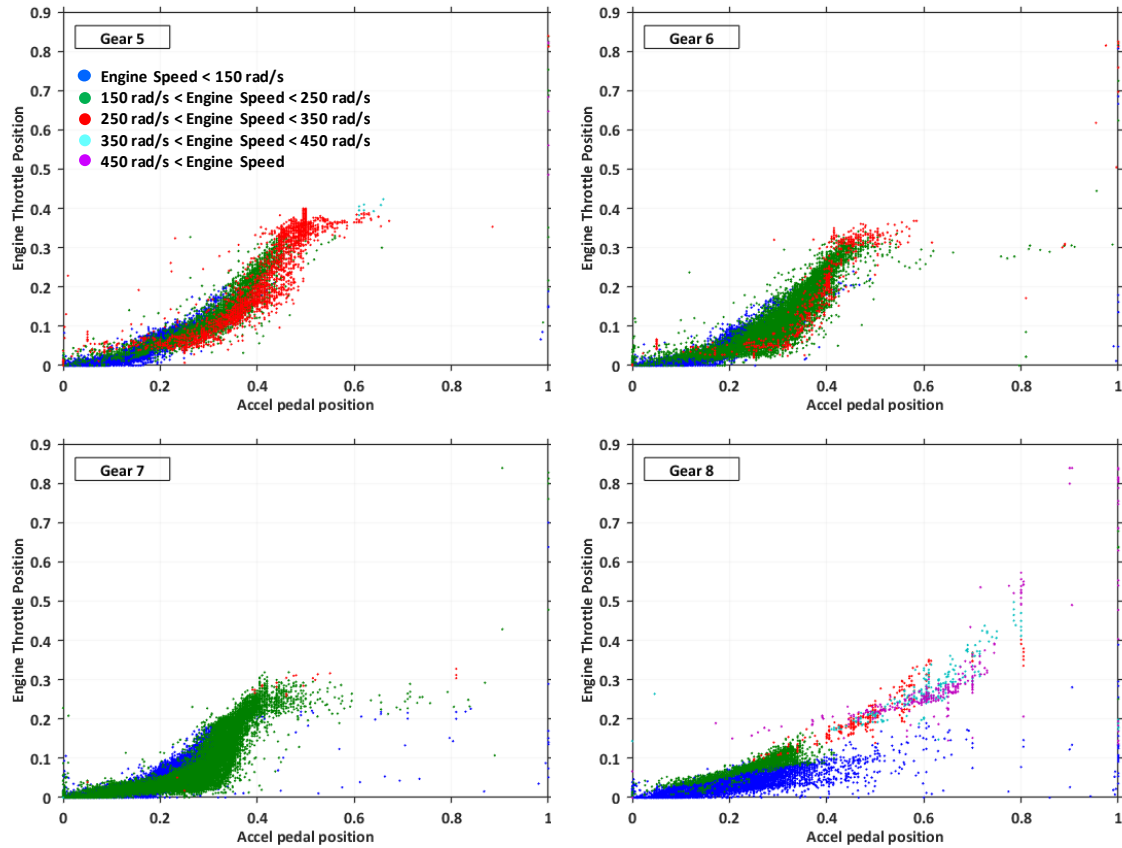 0.9
Gear 5
0.8
Engine Speed < 150 rad/s
0.7
150 rad/s < Engine Speed < 250 rad/s
250 rad/s < Engine Speed < 350 rad/s
0.6
350 rad/s < Engine Speed < 450 rad/s
450 rad/s < Engine Speed
0.5
0.4
0.3
0.2
0.1
0
Engine Throttle Position
0 0.2 0.4 0.6 0.8 1
Accel pedal position
0.9
Gear 6
0.8
0.7
0.6
0.5
0.4
0.3
0.2
0.1
0
Engine Throttle Position
0 0.2 0.4 0.6 0.8 1
Accel pedal position
0.9
Gear 7
0.8
0.7
0.6
0.5
0.4
0.3
0.2
0.1
0
Engine Throttle Position
0 0.2 0.4 0.6 0.8 1
Accel pedal position
0.9
Gear 8
0.8
0.7
0.6
0.5
0.4
0.3
0.2
0.1
0
Engine Throttle Position
0 0.2 0.4 0.6 0.8 1
Accel pedal position